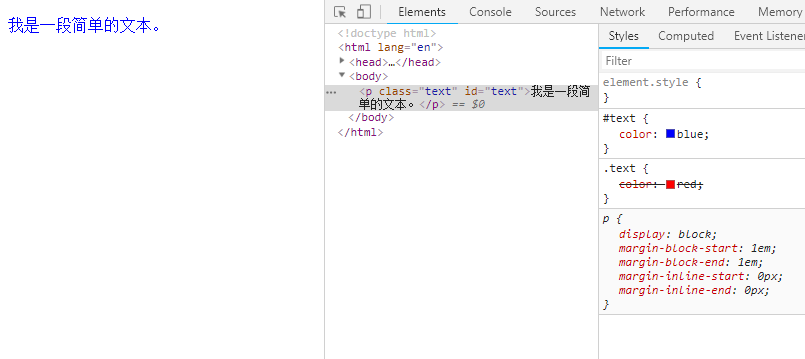 我是一段简单的文本。
Elements Console Sources Network Performance Memory
<!doctype html>
<html lang="en">
<head>…</head>
<body>
<p class="text" id="text">我是一段简
单的文本。</p> == $0
</body>
</html>
Styles Computed Event Listener
Filter
element.style {
}
#text {
color: blue;
}
.text {
color: red;
}
p {
display: block;
margin-block-start: 1em;
margin-block-end: 1em;
margin-inline-start: 0px;
margin-inline-end: 0px;
}